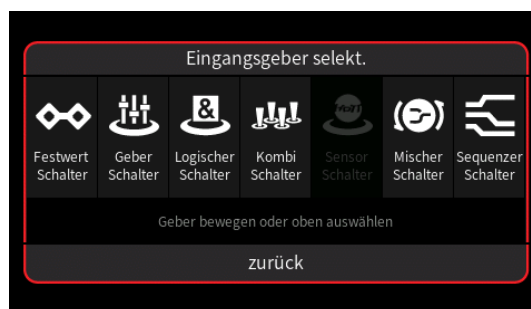 Eingangsgeber selekt.
&
Festwert Schalter
Geber Schalter
Logischer Schalter
Kombi Schalter
Sensor Schalter
Mischer Schalter
Sequenzer Schalter
Geber bewegen oder oben auswählen
zurück